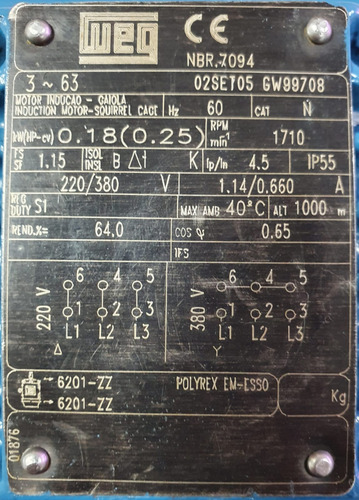 WEG CE
NBR.7094
3 ~ 63 02SET05 GW99708
MOTOR INDUCAO - GAIOLA
INDUCTION MOTOR-SQUIRREL CAGE Hz 60 CAT N
kW(HP-cv) 0.18(0.25) RPM min-1 1710
FS SF 1.15 ISOL INSL B Δt K Ip/In 4.5 IP55
220/380 V 1.14/0.660 A
REG DUTY S1 MAX AMB 40°C ALT 1000 m
REND.%= 64,0 COS φ 0.65
IFS
6 4 5 6 4 5
220 V 380 V
1 2 3 1 2 3
L1 L2 L3 L1 L2 L3
Δ Y
6201-ZZ POLYREX EM-ESSO
6201-ZZ Kg
01876